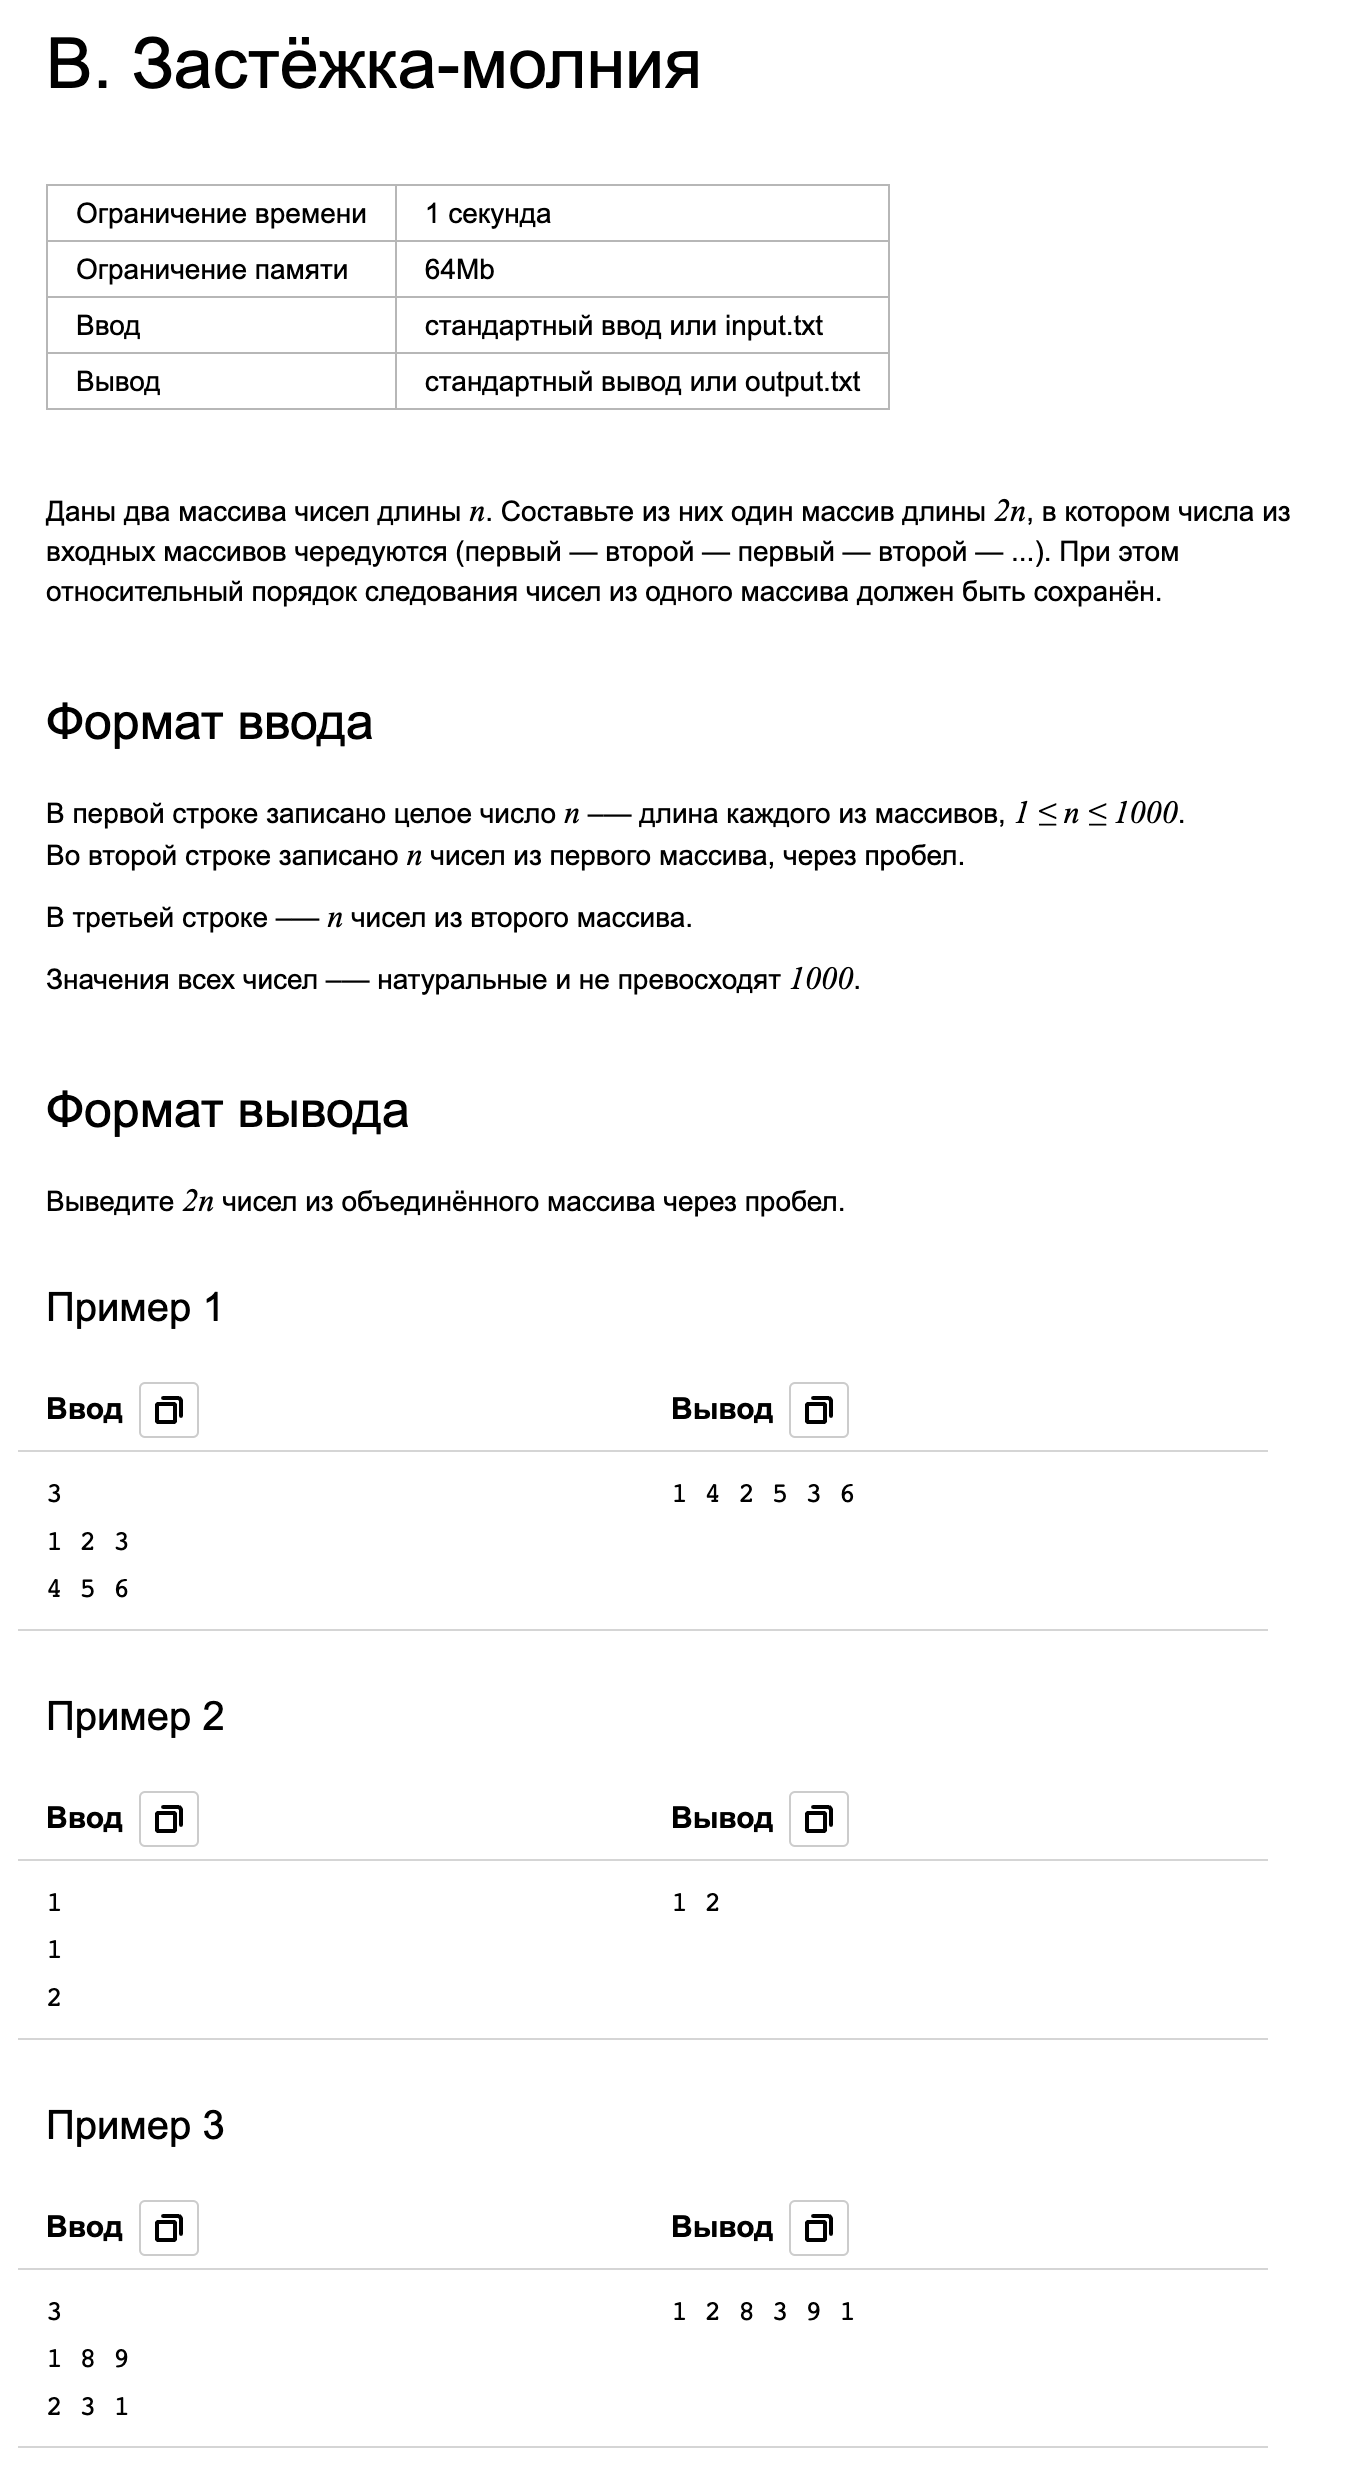 B. Застёжка-молния
Ограничение времени 1 секунда
Ограничение памяти 64Mb
Ввод стандартный ввод или input.txt
Вывод стандартный вывод или output.txt
Даны два массива чисел длины n. Составьте из них один массив длины 2n, в котором числа из
входных массивов чередуются (первый — второй — первый — второй — ...). При этом
относительный порядок следования чисел из одного массива должен быть сохранён.
Формат ввода
В первой строке записано целое число n –— длина каждого из массивов, 1 ≤ n ≤ 1000.
Во второй строке записано n чисел из первого массива, через пробел.
В третьей строке –— n чисел из второго массива.
Значения всех чисел –— натуральные и не превосходят 1000.
Формат вывода
Выведите 2n чисел из объединённого массива через пробел.
Пример 1
Ввод Вывод
3 1 4 2 5 3 6
1 2 3
4 5 6
Пример 2
Ввод Вывод
1 1 2
1
2
Пример 3
Ввод Вывод
3 1 2 8 3 9 1
1 8 9
2 3 1